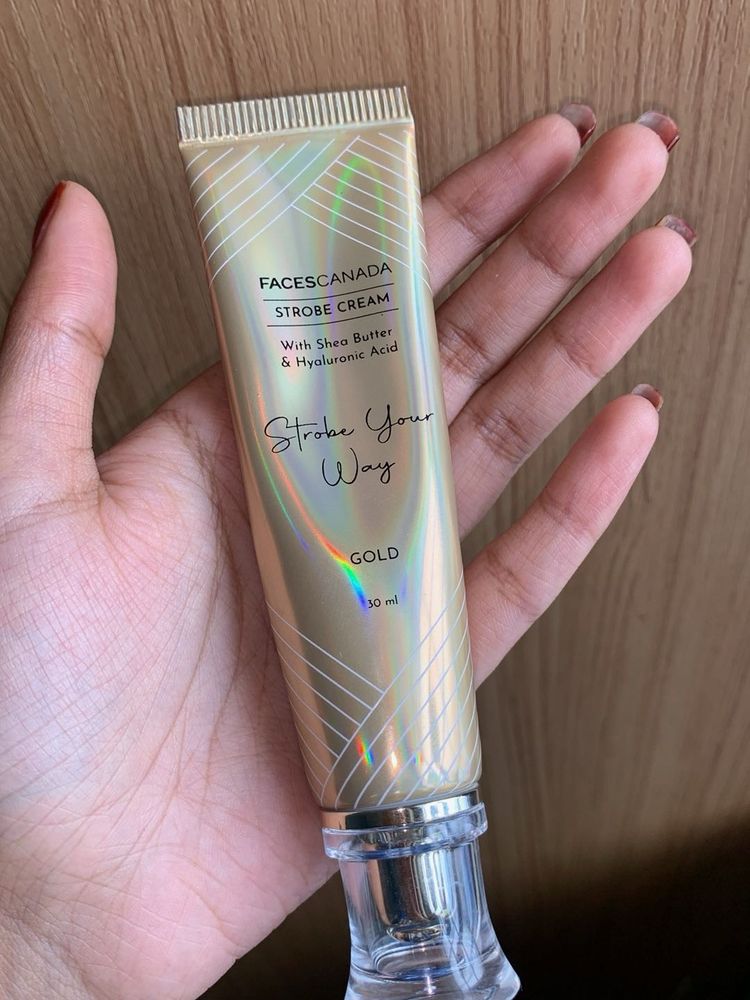 FACESCANADA
STROBE CREAM
With Shea Butter
& Hyaluronic Acid
Strobe Your
Way
GOLD
30 ml